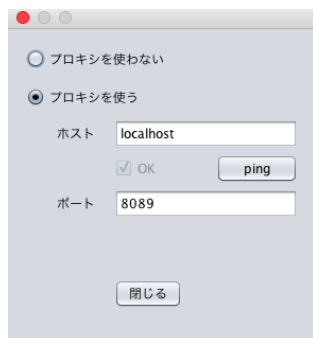 プロキシを使わない
プロキシを使う
ホスト localhost
OK ping
ポート 8089
閉じる